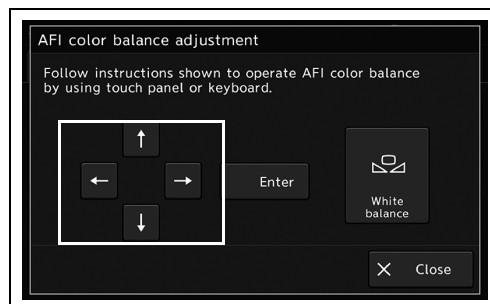 AFI color balance adjustment
Follow instructions shown to operate AFI color balance
by using touch panel or keyboard.
↑
← → Enter
↓
White
balance
× Close